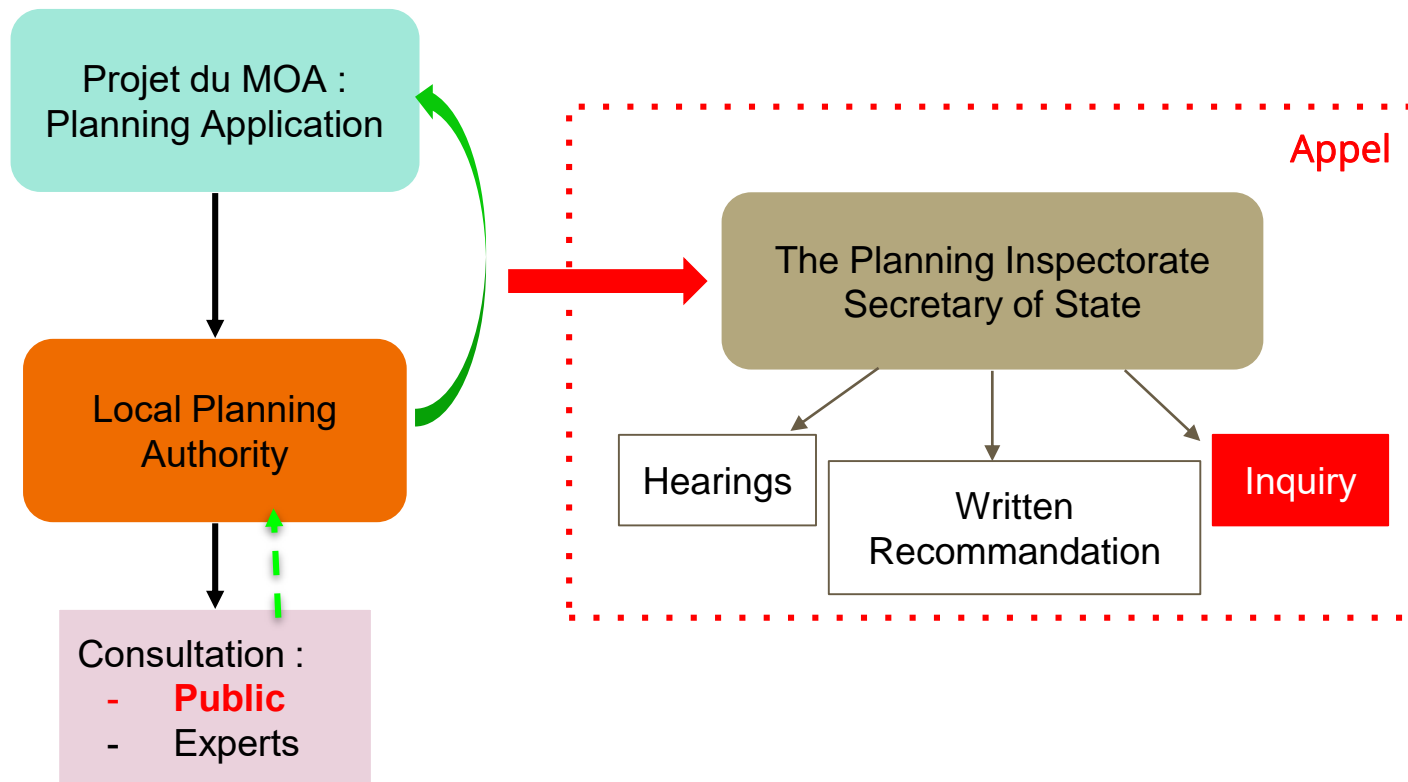 Projet du MOA :
Planning Application
Local Planning
Authority
Consultation :
- Public
- Experts
Appel
The Planning Inspectorate
Secretary of State
Hearings
Written
Recommandation
Inquiry